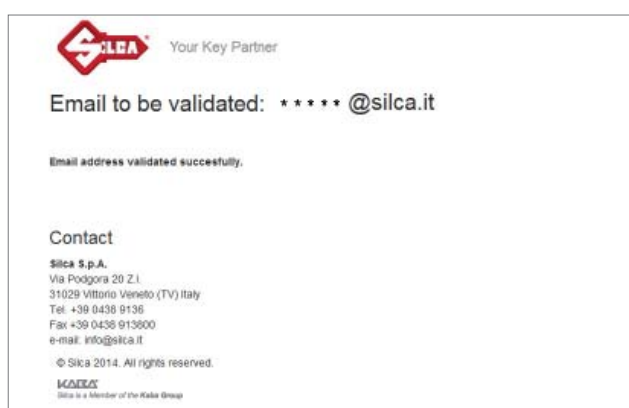 SILCA Your Key Partner
Email to be validated: * * * * * @silca.it
Email address validated succesfully.
Contact
Silca S.p.A.
Via Podgora 20 Z.I.
31029 Vittorio Veneto (TV) Italy
Tel. +39 0438 9136
Fax +39 0438 913800
e-mail: info@silca.it
© Silca 2014. All rights reserved.
KABA
Silca is a Member of the Kaba Group